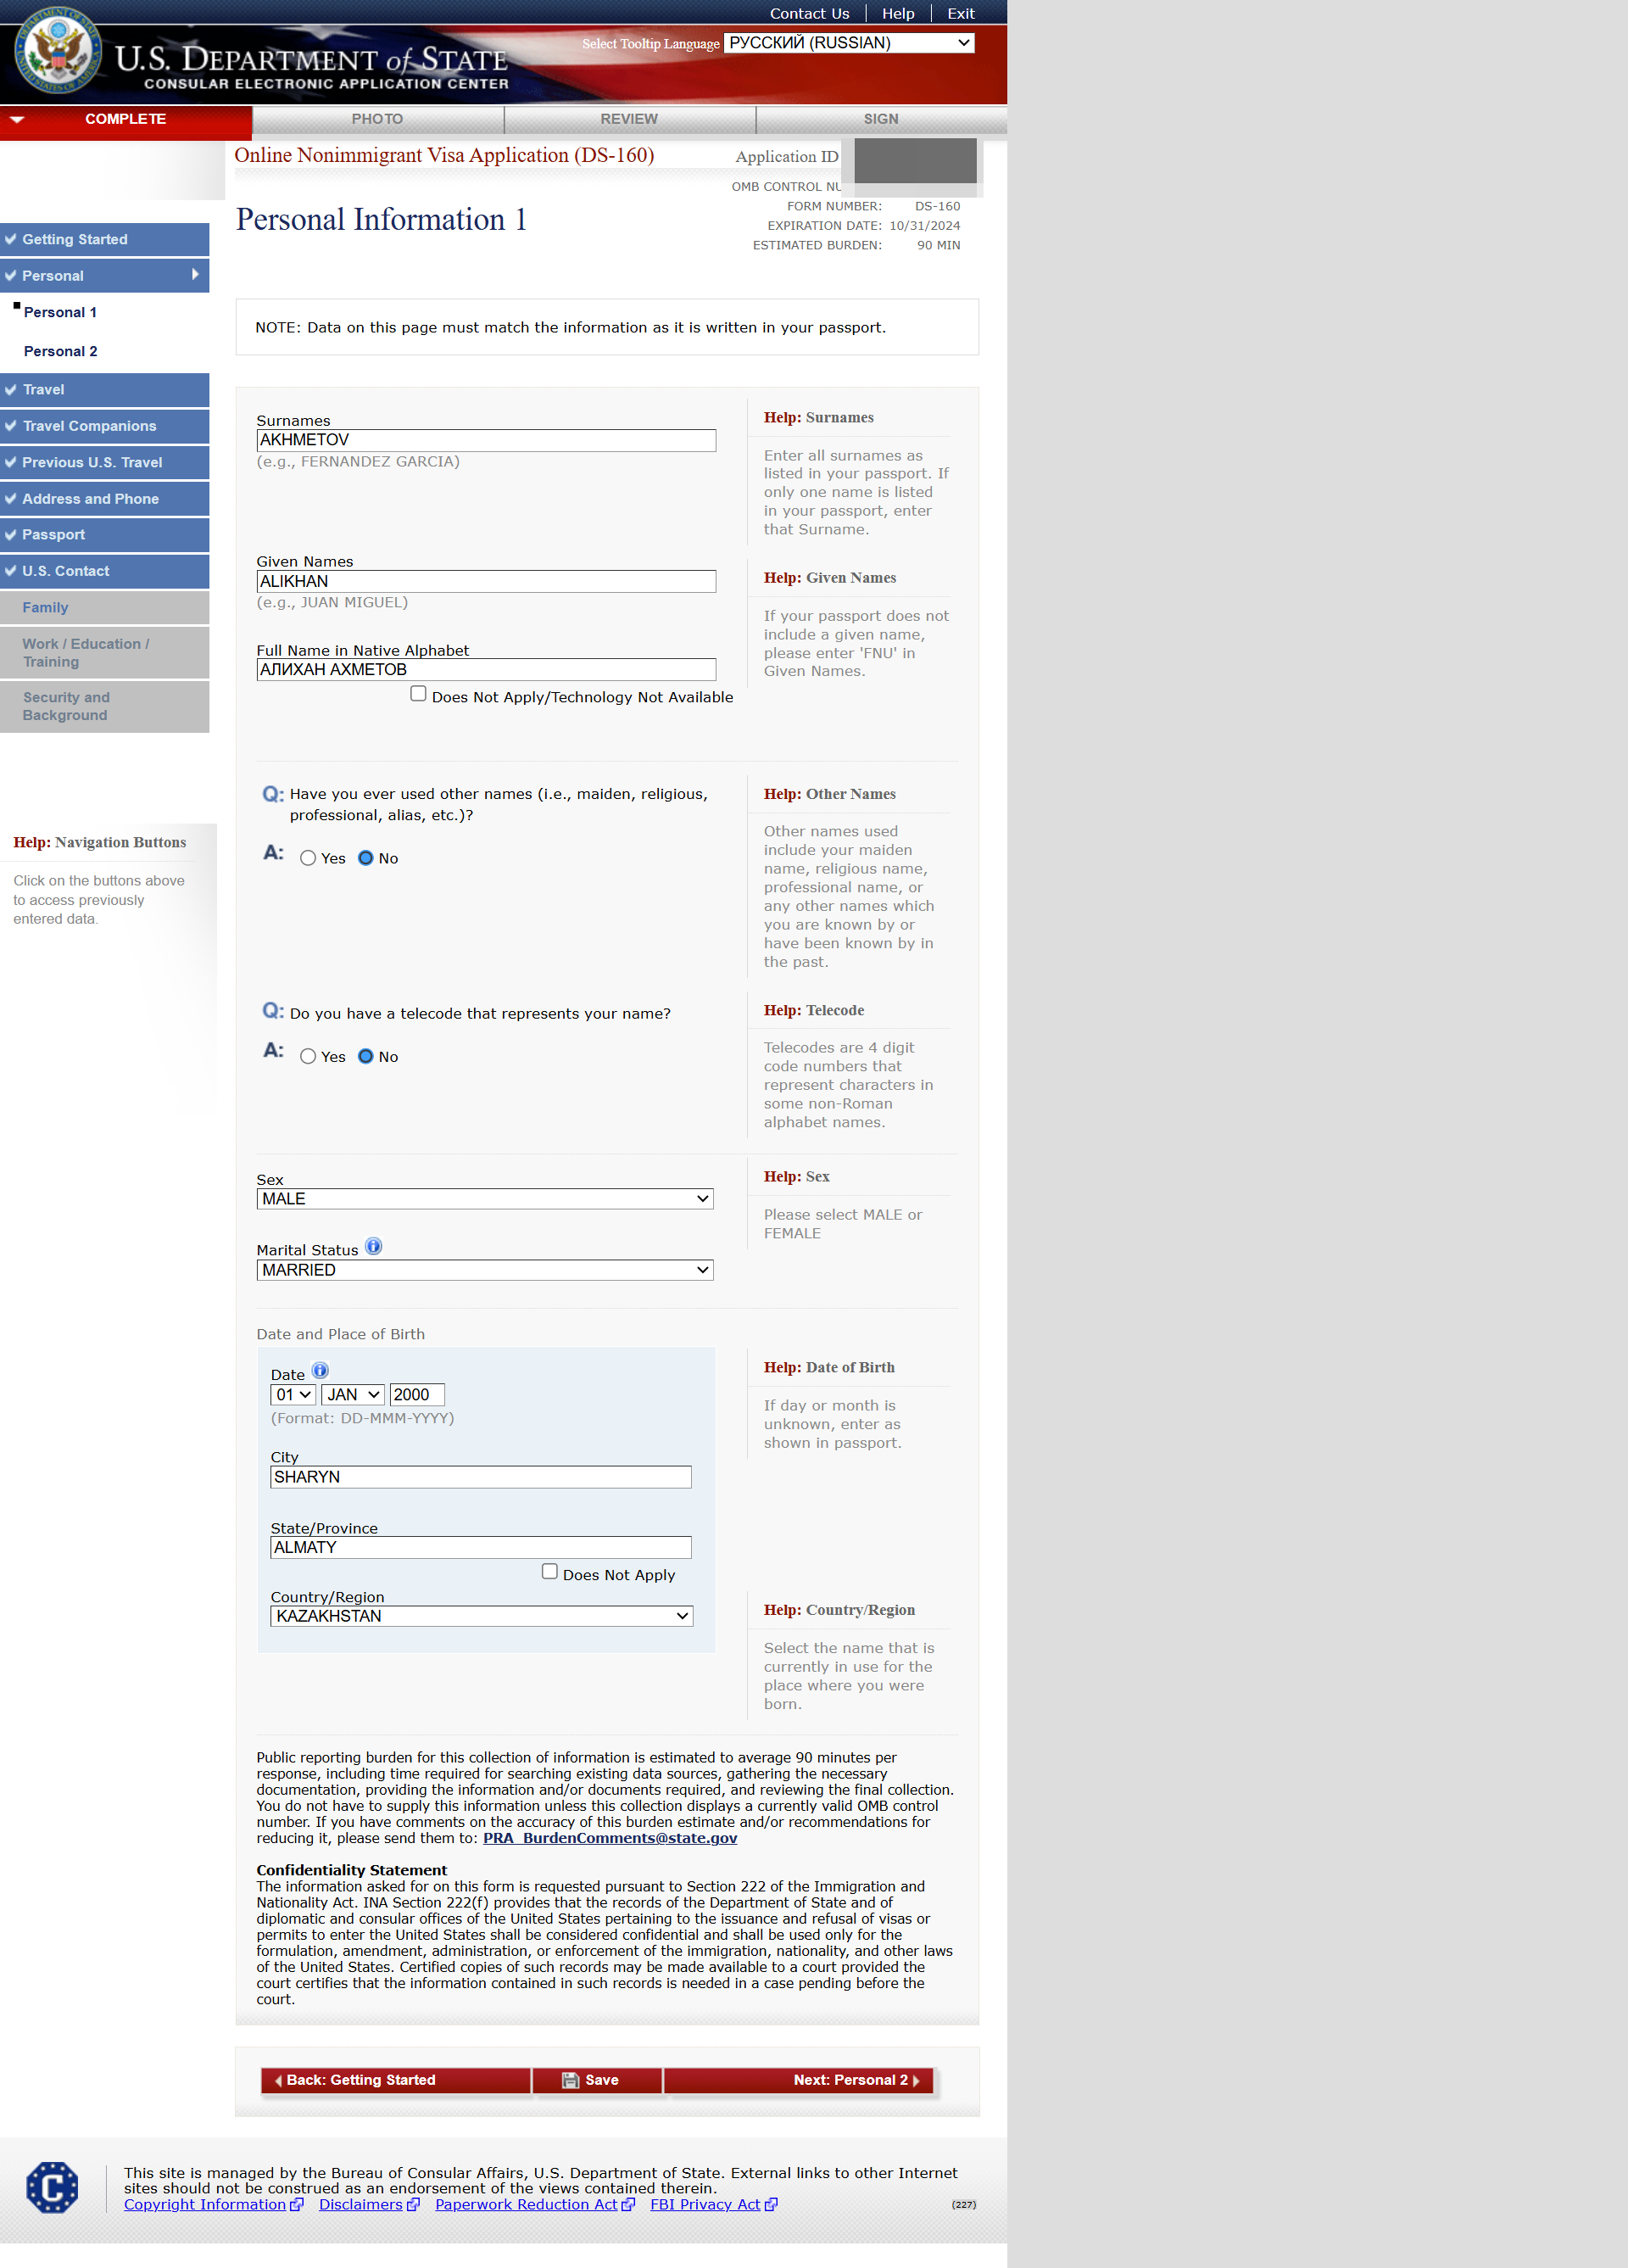 Contact Us Help Exit
Select Tooltip Language РУССКИЙ (RUSSIAN)
U.S. DEPARTMENT of STATE
CONSULAR ELECTRONIC APPLICATION CENTER
COMPLETE PHOTO REVIEW SIGN
Online Nonimmigrant Visa Application (DS-160)
Application ID
OMB CONTROL NU
FORM NUMBER: DS-160
EXPIRATION DATE: 10/31/2024
ESTIMATED BURDEN: 90 MIN
Personal Information 1
Getting Started
Personal
Personal 1
Personal 2
Travel
Travel Companions
Previous U.S. Travel
Address and Phone
Passport
U.S. Contact
Family
Work / Education /
Training
Security and
Background
Help: Navigation Buttons
Click on the buttons above
to access previously
entered data.
NOTE: Data on this page must match the information as it is written in your passport.
Surnames
AKHMETOV
(e.g., FERNANDEZ GARCIA)
Help: Surnames
Enter all surnames as
listed in your passport. If
only one name is listed
in your passport, enter
that Surname.
Given Names
ALIKHAN
(e.g., JUAN MIGUEL)
Help: Given Names
If your passport does not
include a given name,
please enter 'FNU' in
Given Names.
Full Name in Native Alphabet
АЛИХАН АХМЕТОВ
Does Not Apply/Technology Not Available
Q: Have you ever used other names (i.e., maiden, religious,
professional, alias, etc.)?
A: Yes No
Help: Other Names
Other names used
include your maiden
name, religious name,
professional name, or
any other names which
you are known by or
have been known by in
the past.
Q: Do you have a telecode that represents your name?
A: Yes No
Help: Telecode
Telecodes are 4 digit
code numbers that
represent characters in
some non-Roman
alphabet names.
Sex
MALE
Help: Sex
Please select MALE or
FEMALE
Marital Status
MARRIED
Date and Place of Birth
Date
01 JAN 2000
(Format: DD-MMM-YYYY)
Help: Date of Birth
If day or month is
unknown, enter as
shown in passport.
City
SHARYN
State/Province
ALMATY
Does Not Apply
Country/Region
KAZAKHSTAN
Help: Country/Region
Select the name that is
currently in use for the
place where you were
born.
Public reporting burden for this collection of information is estimated to average 90 minutes per
response, including time required for searching existing data sources, gathering the necessary
documentation, providing the information and/or documents required, and reviewing the final collection.
You do not have to supply this information unless this collection displays a currently valid OMB control
number. If you have comments on the accuracy of this burden estimate and/or recommendations for
reducing it, please send them to: PRA_BurdenComments@state.gov
Confidentiality Statement
The information asked for on this form is requested pursuant to Section 222 of the Immigration and
Nationality Act. INA Section 222(f) provides that the records of the Department of State and of
diplomatic and consular offices of the United States pertaining to the issuance and refusal of visas or
permits to enter the United States shall be considered confidential and shall be used only for the
formulation, amendment, administration, or enforcement of the immigration, nationality, and other laws
of the United States. Certified copies of such records may be made available to a court provided the
court certifies that the information contained in such records is needed in a case pending before the
court.
Back: Getting Started Save Next: Personal 2
This site is managed by the Bureau of Consular Affairs, U.S. Department of State. External links to other Internet
sites should not be construed as an endorsement of the views contained therein.
Copyright Information Disclaimers Paperwork Reduction Act FBI Privacy Act (227)